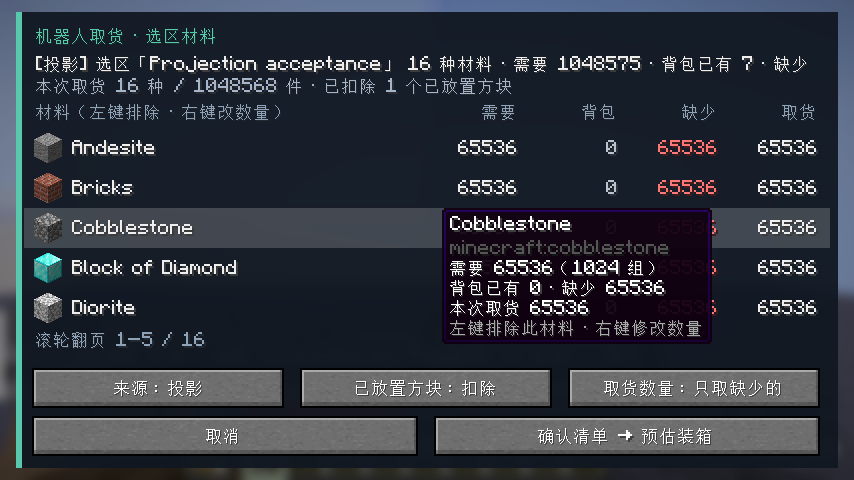 机器人取货 · 选区材料
[投影] 选区「Projection acceptance」 16 种材料 · 需要 1048575 · 背包已有 7 · 缺少
本次取货 16 种 / 1048568 件 · 已扣除 1 个已放置方块
材料（左键排除 · 右键改数量） 需要 背包 缺少 取货
Andesite 65536 0 65536 65536
Bricks 65536 0 65536 65536
Cobblestone 65536
Block of Diamond 65536
Diorite 65536
Cobblestone
minecraft:cobblestone
需要 65536（1024 组）
背包已有 0 · 缺少 65536
本次取货 65536
左键排除此材料 · 右键修改数量
滚轮翻页 1-5 / 16
来源：投影 已放置方块：扣除 取货数量：只取缺少的
取消 确认清单 → 预估装箱